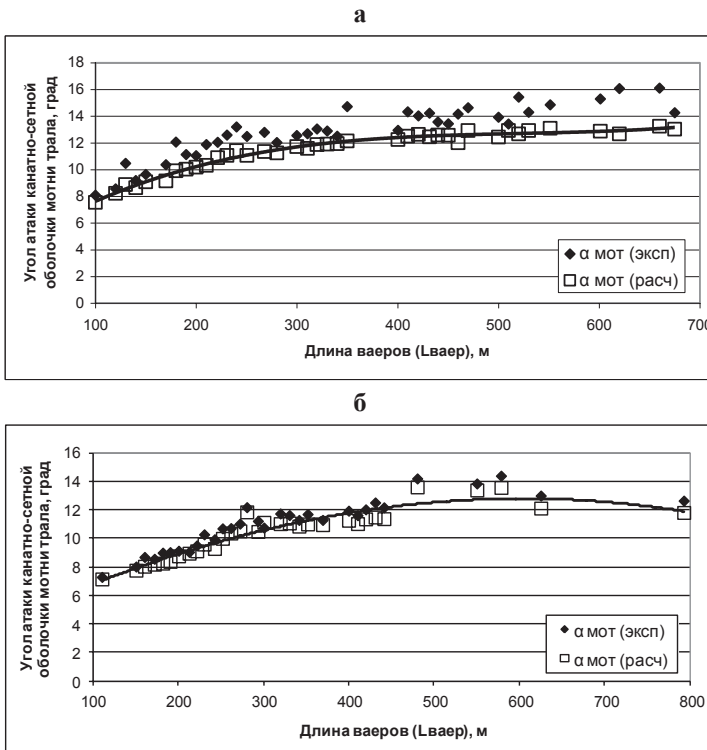 а
Угол атаки канатно-сетной
оболочки мотни трала, град
18
16
14
12
10
8
6
4
2
0
α мот (эксп)
α мот (расч)
100 200 300 400 500 600 700
Длина ваеров (Lваер), м
б
Угол атаки канатно-сетной
оболочки мотни трала, град
16
14
12
10
8
6
4
2
0
α мот (эксп)
α мот (расч)
100 200 300 400 500 600 700 800
Длина ваеров (Lваер), м